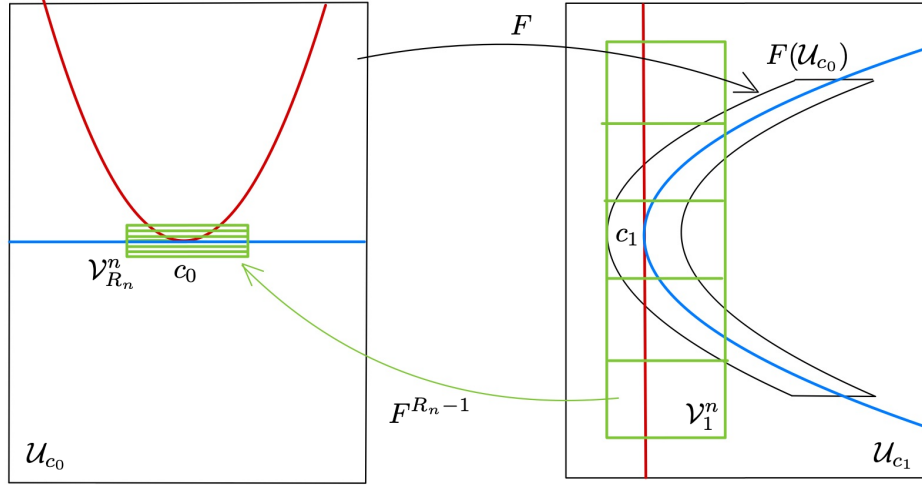 F
F(𝒰_{c_0})
𝒱^n_{R_n}
c_0
c_1
F^{R_n-1}
𝒱^n_1
𝒰_{c_0}
𝒰_{c_1}